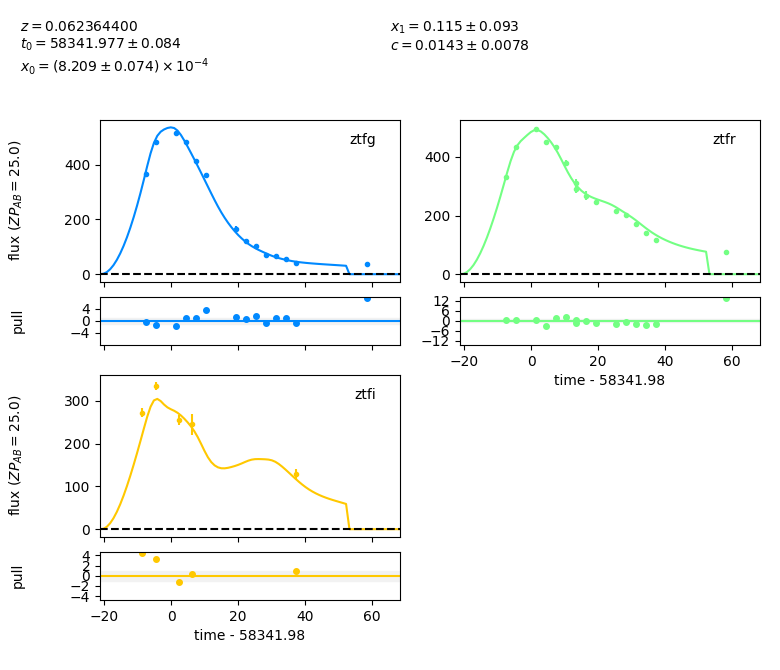 z = 0.062364400
t₀ = 58341.977 ± 0.084
x₀ = (8.209 ± 0.074) × 10⁻⁴
x₁ = 0.115 ± 0.093
c = 0.0143 ± 0.0078
flux (ZP_AB = 25.0)
400
200
0
ztfg
400
200
0
ztfr
pull
4
0
−4
12
6
0
−6
−12
−20 0 20 40 60
time - 58341.98
flux (ZP_AB = 25.0)
300
200
100
0
ztfi
pull
4
2
0
−2
−4
−20 0 20 40 60
time - 58341.98